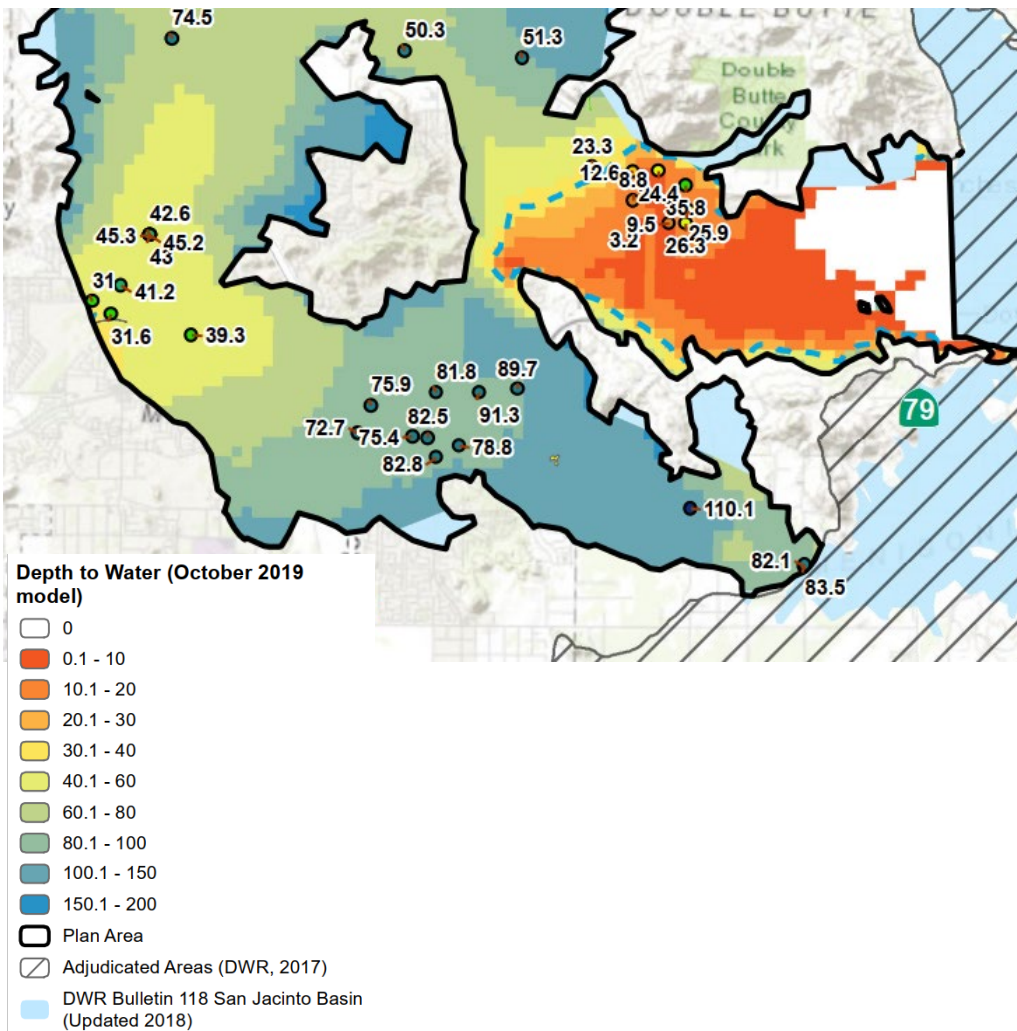 DOUBLE BUTTE
74.5
50.3
51.3
Double
Butte
County
Park
23.3
12.6
8.8
24.4
35.8
9.5
25.9
3.2
26.3
42.6
45.3
45.2
43
31
41.2
31.6
39.3
M
79
75.9
81.8
89.7
82.5
91.3
72.7
75.4
78.8
82.8
110.1
82.1
83.5
Depth to Water (October 2019
model)
0
0.1 - 10
10.1 - 20
20.1 - 30
30.1 - 40
40.1 - 60
60.1 - 80
80.1 - 100
100.1 - 150
150.1 - 200
Plan Area
Adjudicated Areas (DWR, 2017)
DWR Bulletin 118 San Jacinto Basin
(Updated 2018)